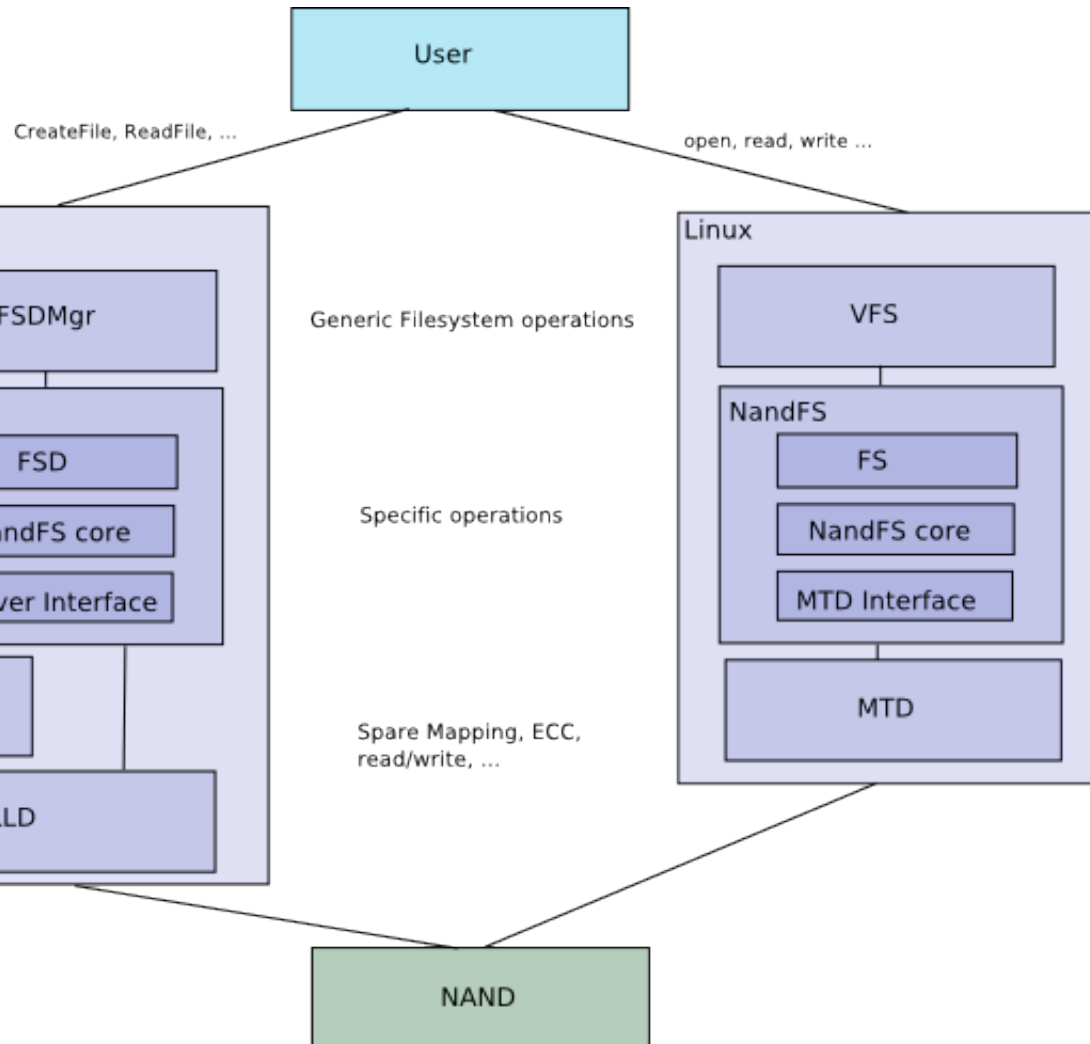 User
CreateFile, ReadFile, ...
open, read, write ...
Linux
FSDMgr
Generic Filesystem operations
VFS
NandFS
FSD
FS
Specific operations
core
NandFS core
Interface
MTD Interface
Spare Mapping, ECC,
read/write, ...
MTD
NAND